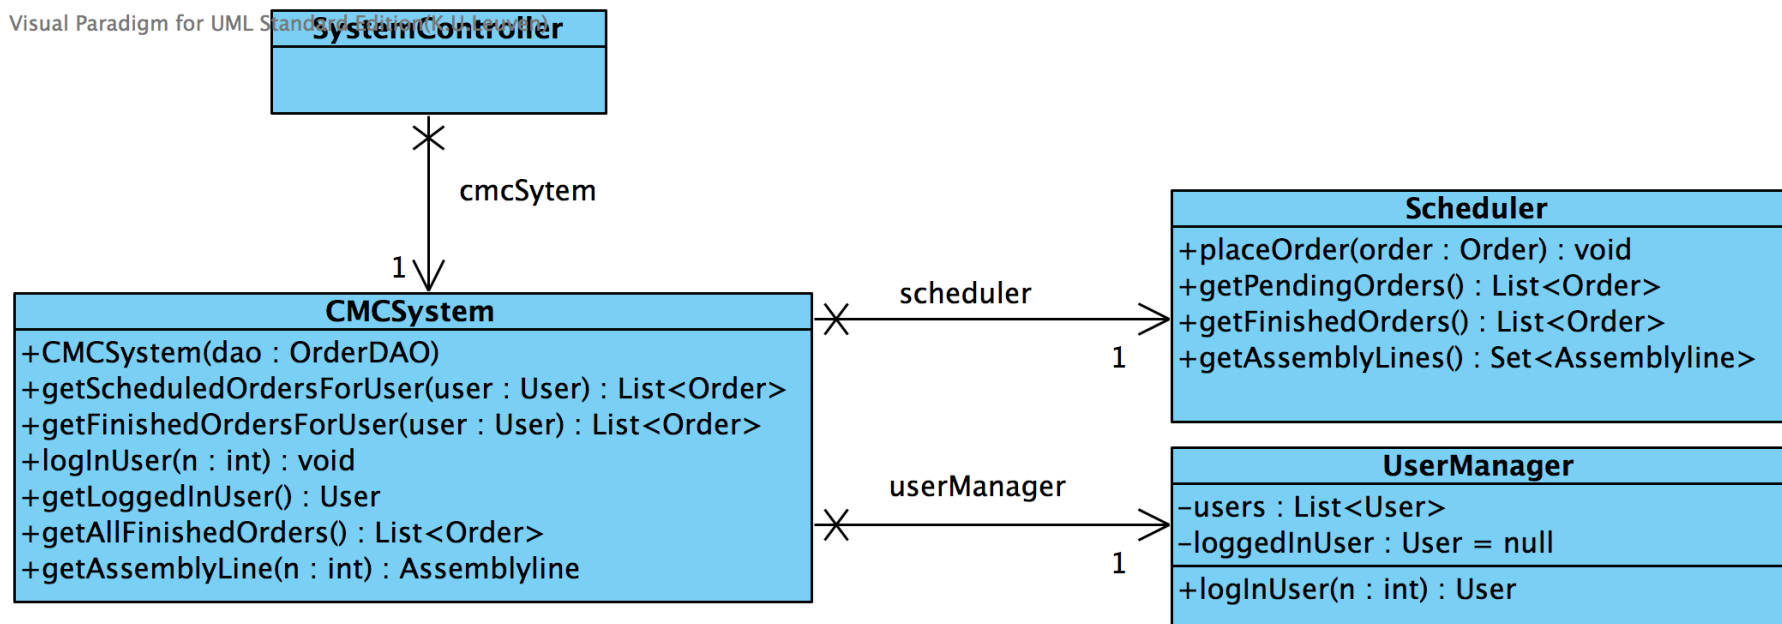 Visual Paradigm for UML Standard Edition(K.U.Leuven)
SystemController
cmcSytem
1
CMCSystem
+CMCSystem(dao : OrderDAO)
+getScheduledOrdersForUser(user : User) : List<Order>
+getFinishedOrdersForUser(user : User) : List<Order>
+logInUser(n : int) : void
+getLoggedInUser() : User
+getAllFinishedOrders() : List<Order>
+getAssemblyLine(n : int) : Assemblyline
scheduler
1
Scheduler
+placeOrder(order : Order) : void
+getPendingOrders() : List<Order>
+getFinishedOrders() : List<Order>
+getAssemblyLines() : Set<Assemblyline>
userManager
1
UserManager
-users : List<User>
-loggedInUser : User = null
+logInUser(n : int) : User